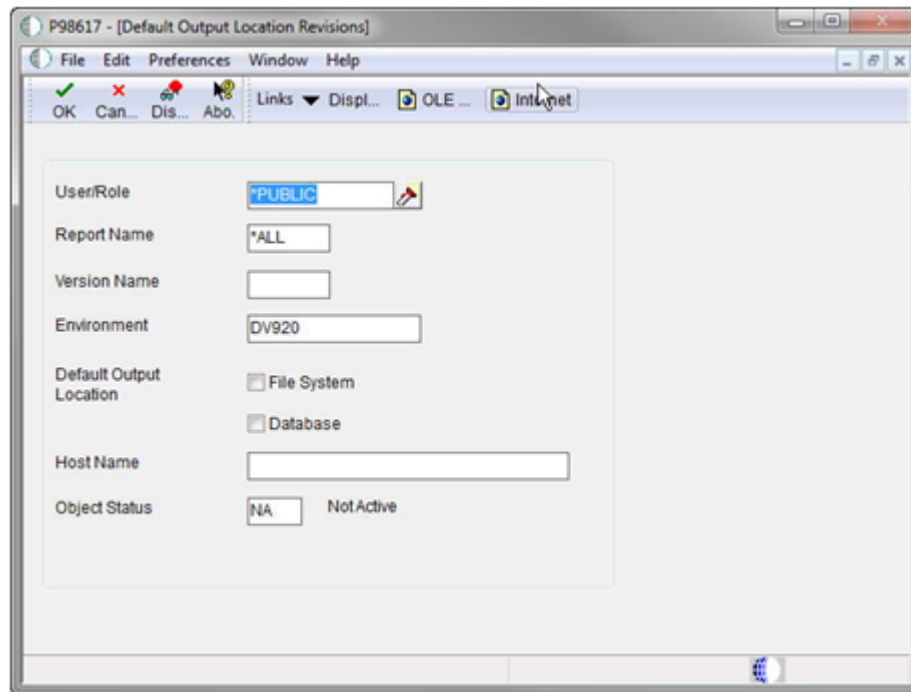 P98617 - [Default Output Location Revisions]
File Edit Preferences Window Help
OK Can... Dis... Abo. Links Displ... OLE ... Internet
User/Role *PUBLIC
Report Name *ALL
Version Name
Environment DV920
Default Output
Location
File System
Database
Host Name
Object Status NA Not Active